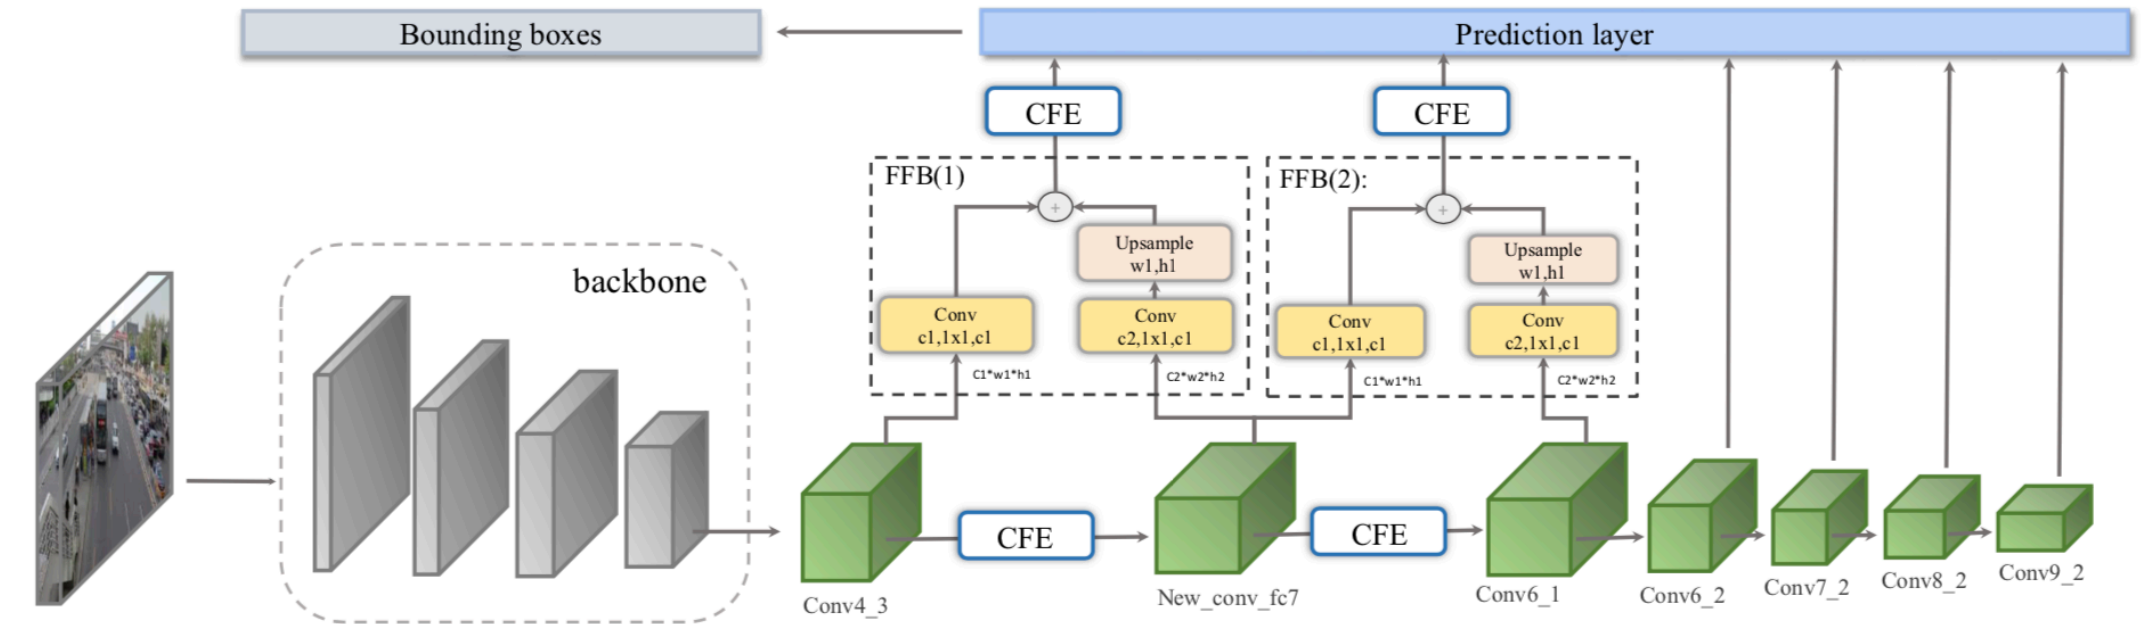 Bounding boxes
Prediction layer
CFE
CFE
FFB(1)
FFB(2):
+
+
Upsample
w1,h1
Upsample
w1,h1
backbone
Conv
c1,1x1,c1
Conv
c2,1x1,c1
Conv
c1,1x1,c1
Conv
c2,1x1,c1
C1*w1*h1
C2*w2*h2
C1*w1*h1
C2*w2*h2
CFE
CFE
Conv4_3
New_conv_fc7
Conv6_1
Conv6_2
Conv7_2
Conv8_2
Conv9_2